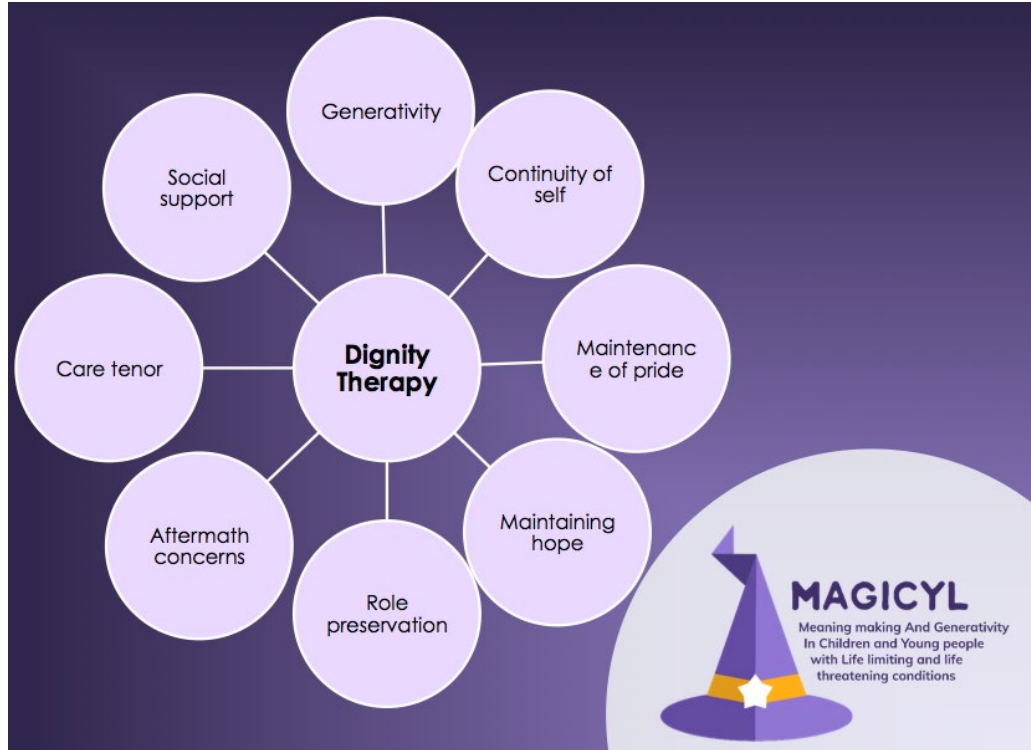 Generativity
Continuity of
self
Maintenanc
e of pride
Maintaining
hope
Role
preservation
Aftermath
concerns
Care tenor
Social
support
Dignity
Therapy
MAGICYL
Meaning making And Generativity
In Children and Young people
with Life limiting and life
threatening conditions